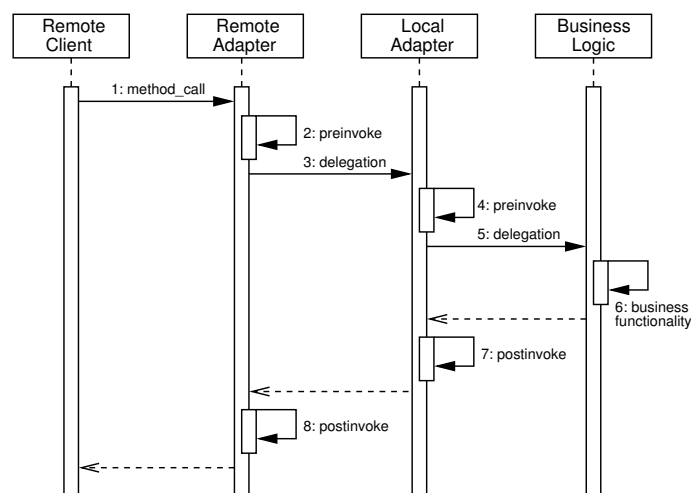 Remote
Client
Remote
Adapter
Local
Adapter
Business
Logic
1: method_call
2: preinvoke
3: delegation
4: preinvoke
5: delegation
6: business
functionality
7: postinvoke
8: postinvoke